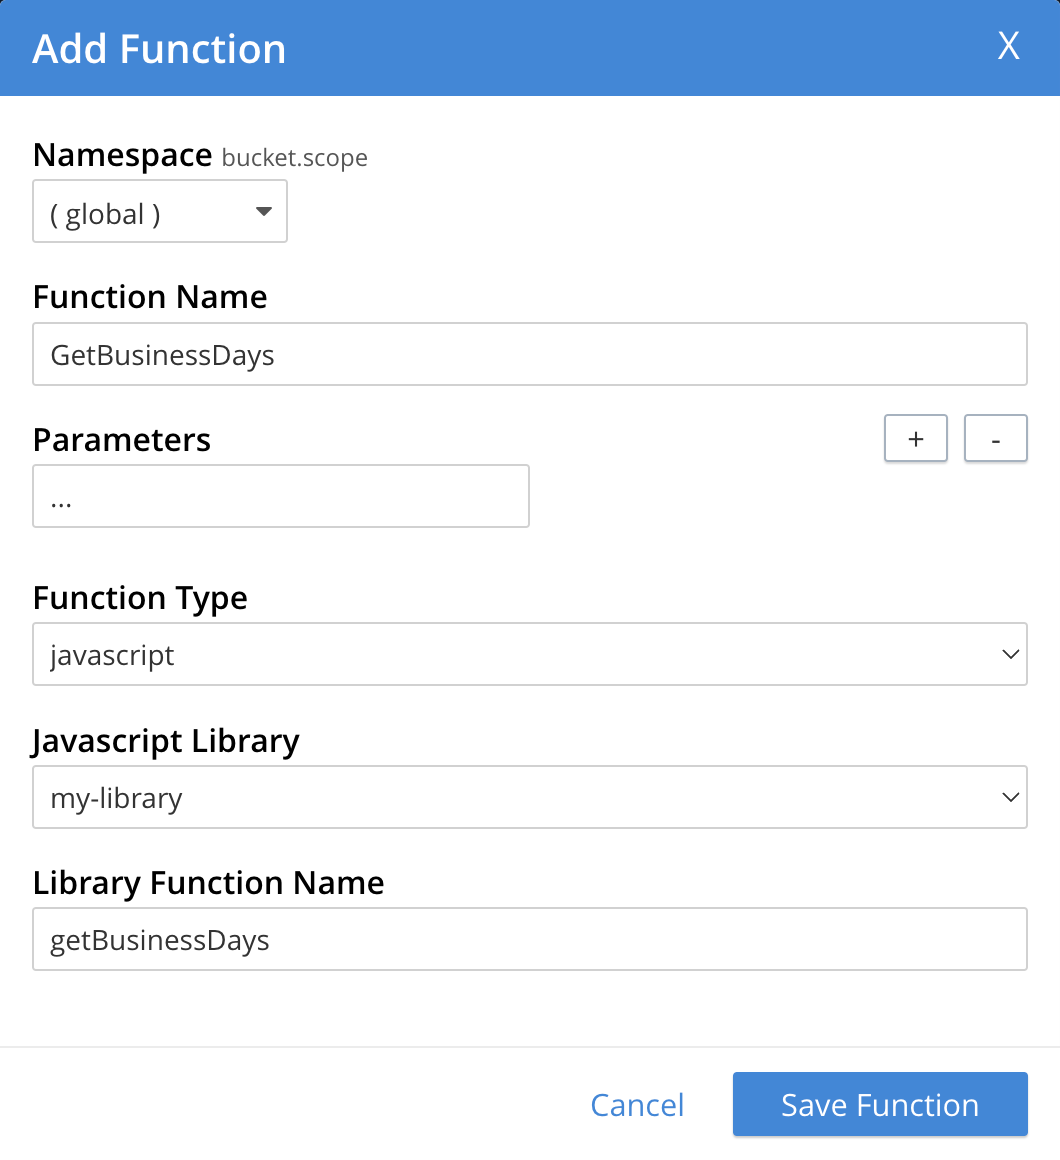 Add Function X
Namespace bucket.scope
( global )
Function Name
GetBusinessDays
Parameters + -
...
Function Type
javascript
Javascript Library
my-library
Library Function Name
getBusinessDays
Cancel Save Function